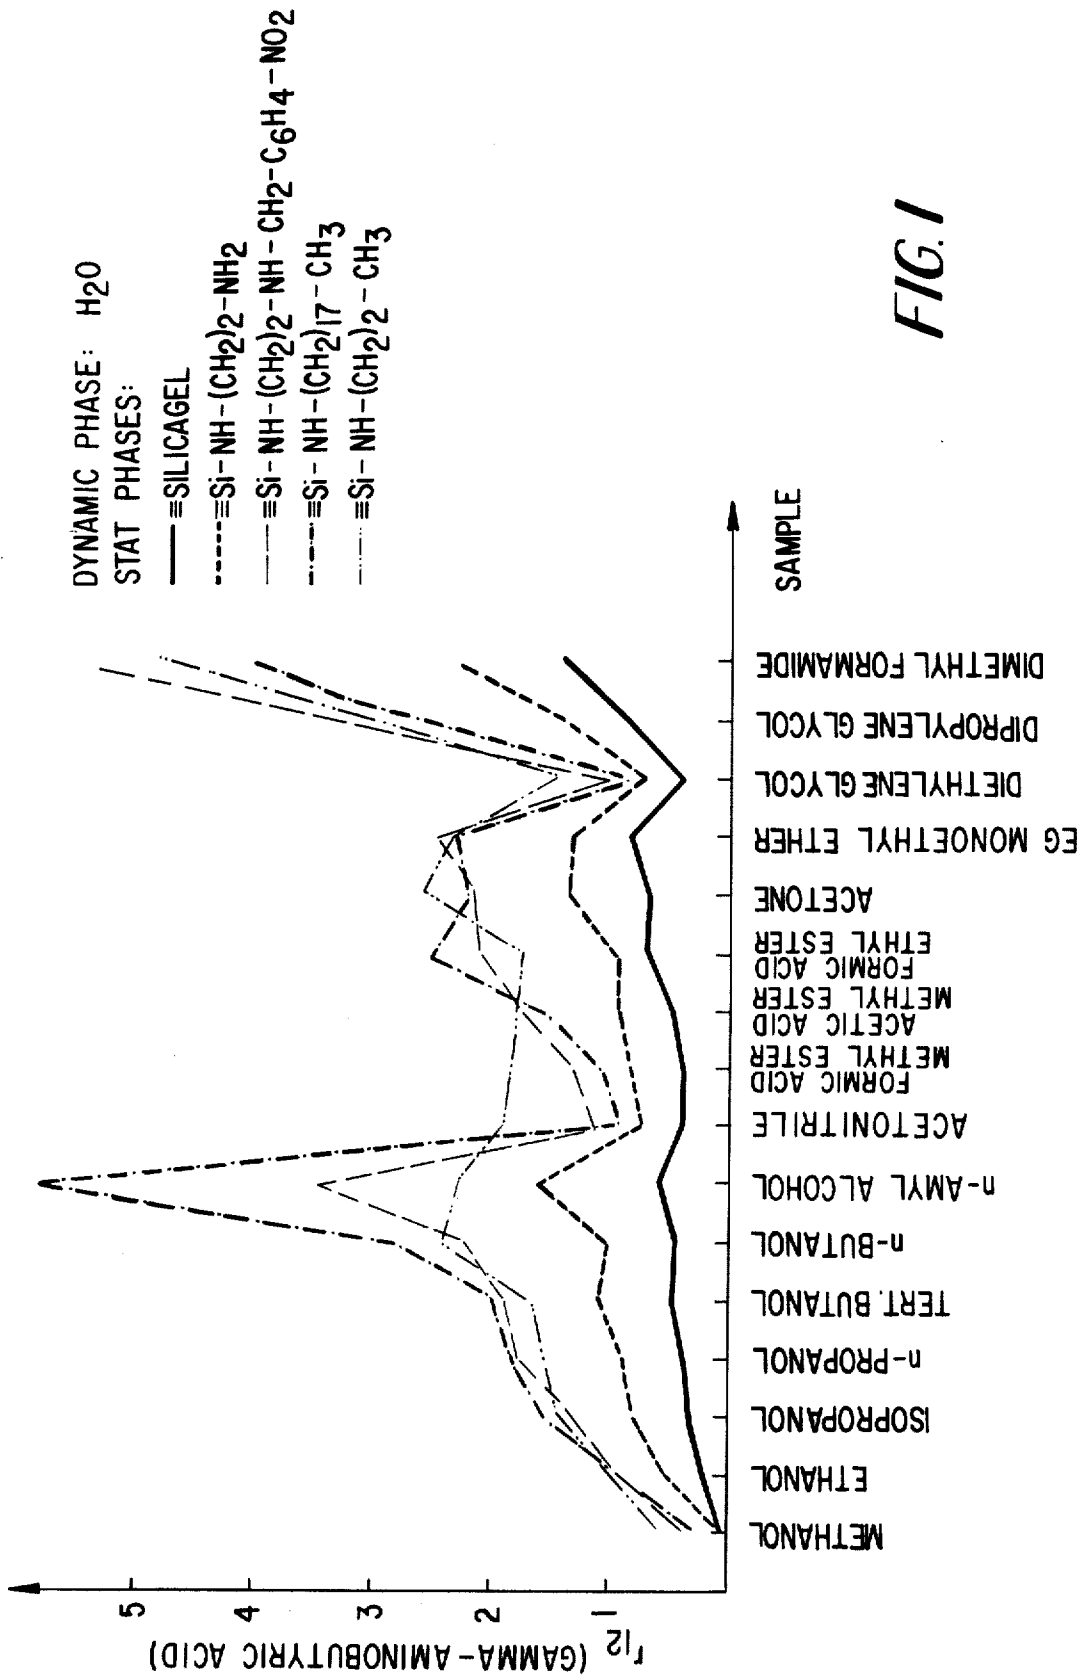 DYNAMIC PHASE: H2O
STAT PHASES:
≡SILICAGEL
≡Si-NH-(CH2)2-NH2
≡Si-NH-(CH2)2-NH-CH2-C6H4-NO2
≡Si-NH-(CH2)17-CH3
≡Si-NH-(CH2)2-CH3
r12 (GAMMA-AMINOBUTYRIC ACID)
5
4
3
2
1
METHANOL
ETHANOL
ISOPROPANOL
n-PROPANOL
TERT. BUTANOL
n-BUTANOL
n-AMYL ALCOHOL
ACETONITRILE
FORMIC ACID
METHYL ESTER
ACETIC ACID
METHYL ESTER
FORMIC ACID
ETHYL ESTER
ACETONE
EG MONOETHYL ETHER
DIETHYLENE GLYCOL
DIPROPYLENE GLYCOL
DIMETHYL FORMAMIDE
SAMPLE
FIG. 1